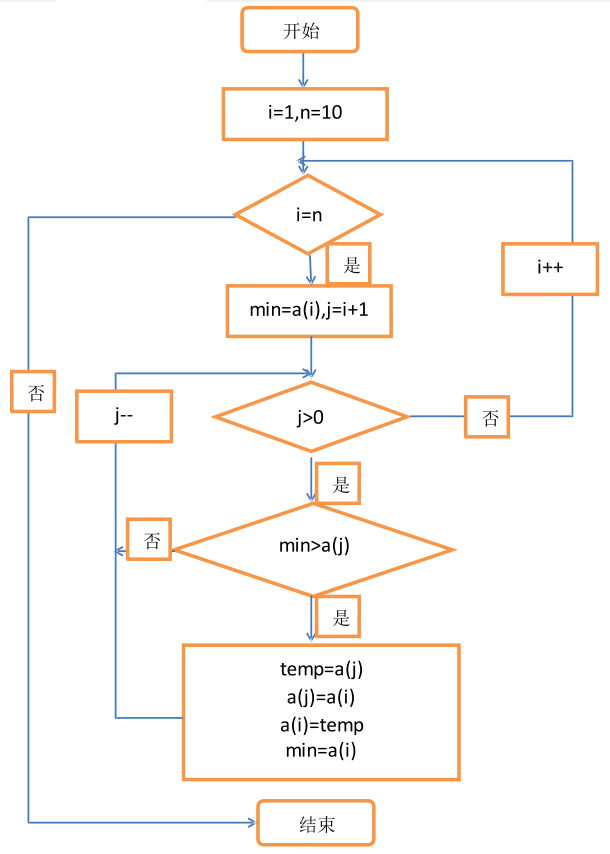 开始
i=1,n=10
i=n
是
i++
min=a(i),j=i+1
否
j--
j>0
否
是
否
min>a(j)
是
temp=a(j)
a(j)=a(i)
a(i)=temp
min=a(i)
结束